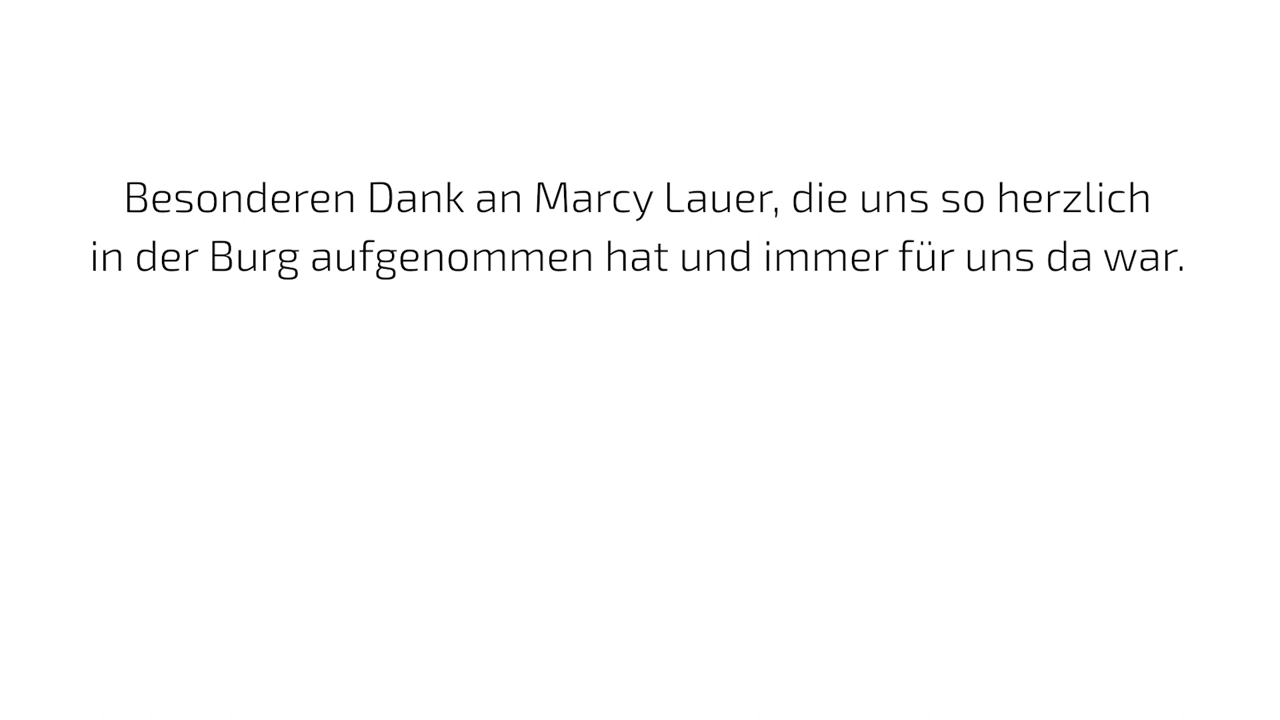 Besonderen Dank an Marcy Lauer, die uns so herzlich
in der Burg aufgenommen hat und immer für uns da war.